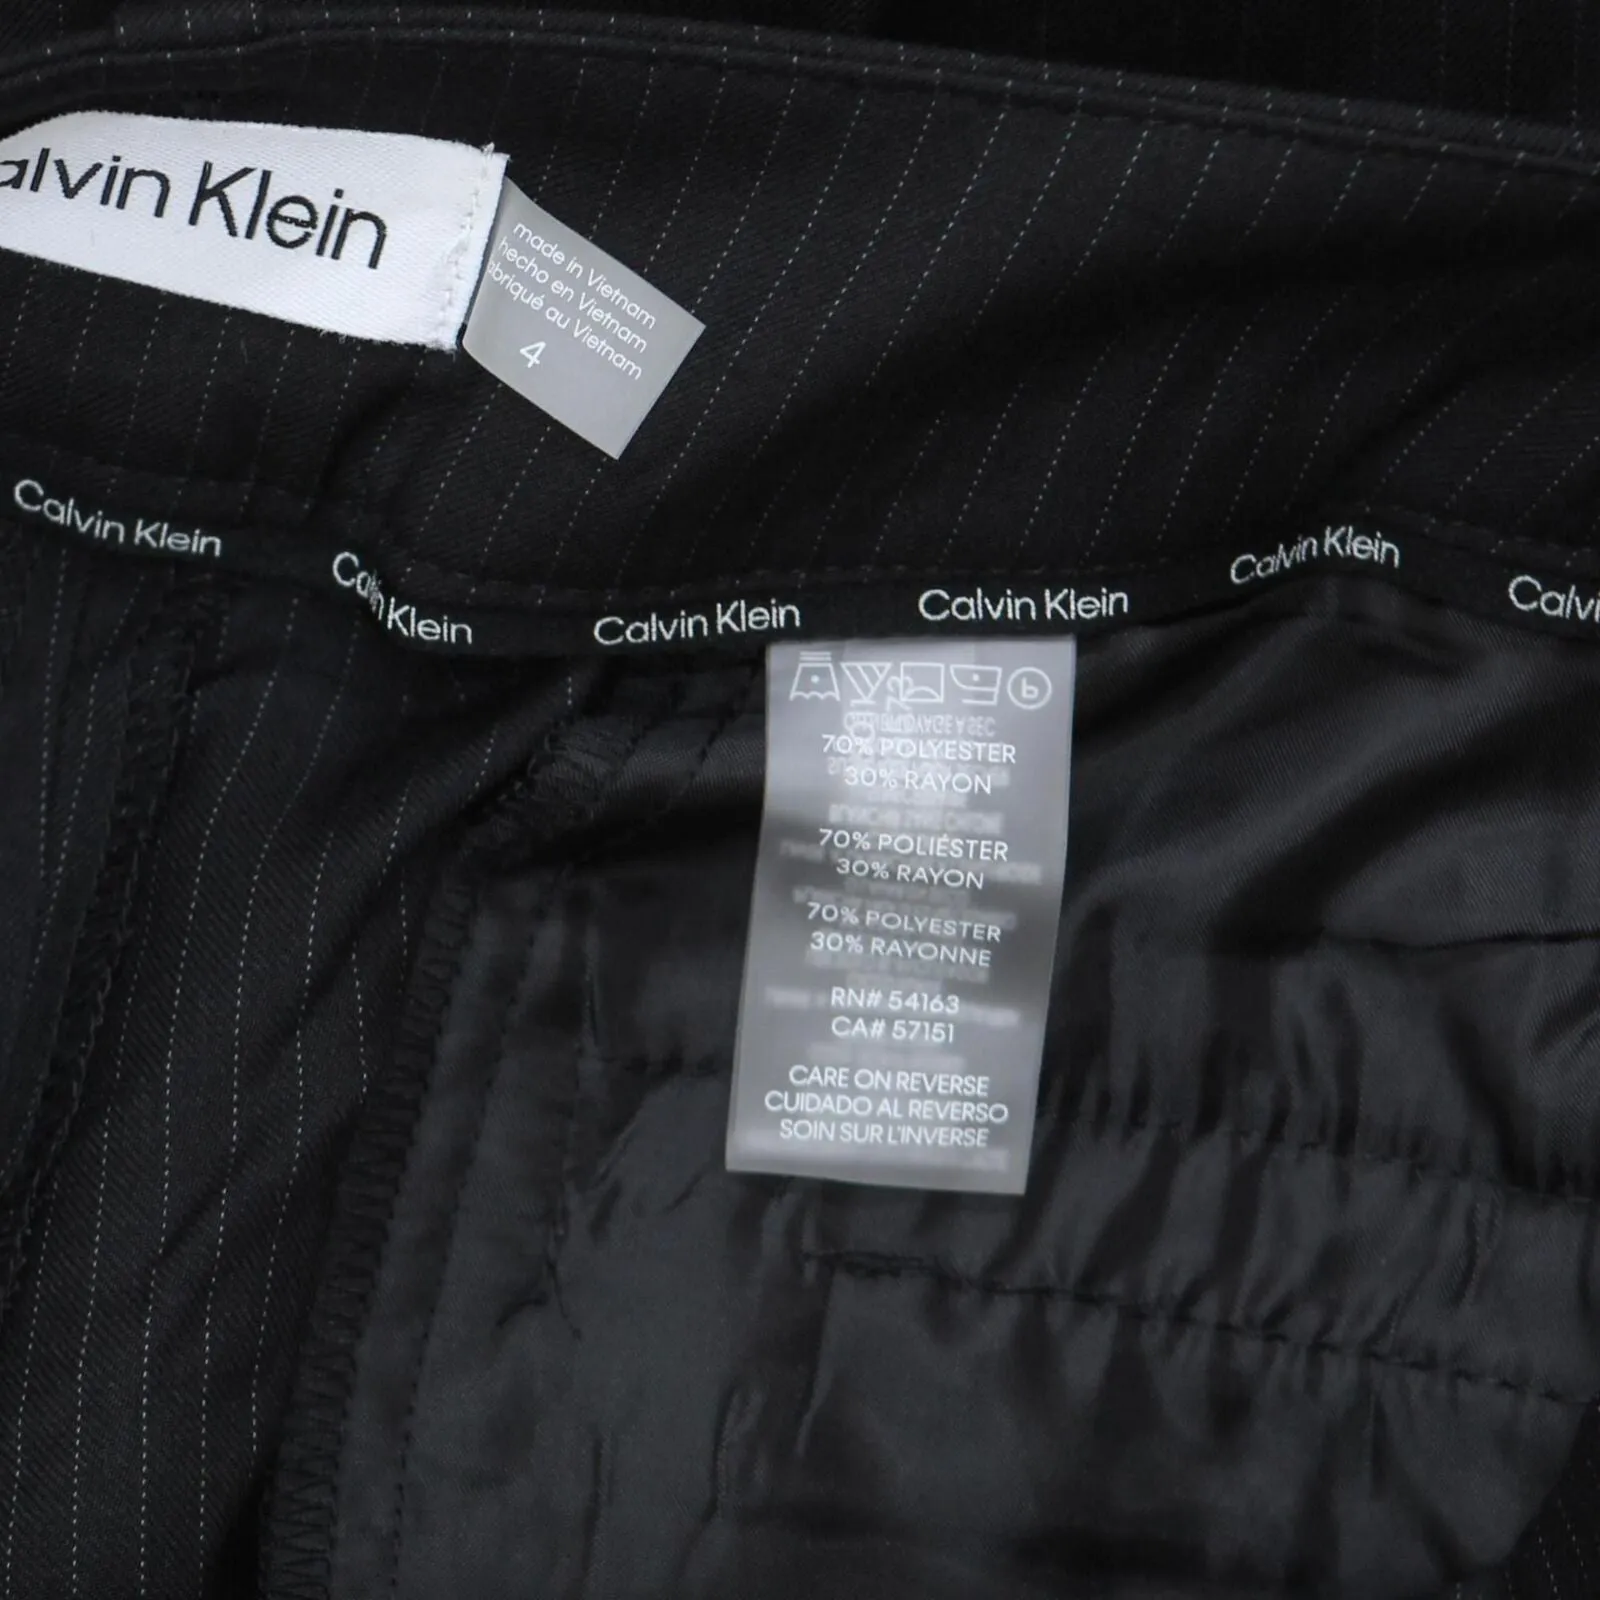 alvin Klein
made in Vietnam
hecho en Vietnam
abriqué au Vietnam
4
Calvin Klein Calvin Klein Calvin Klein Calvin Klein Calvin Klein Calvi
70% POLYESTER
30% RAYON
70% POLIÉSTER
30% RAYON
70% POLYESTER
30% RAYONNE
RN# 54163
CA# 57151
CARE ON REVERSE
CUIDADO AL REVERSO
SOIN SUR L'INVERSE